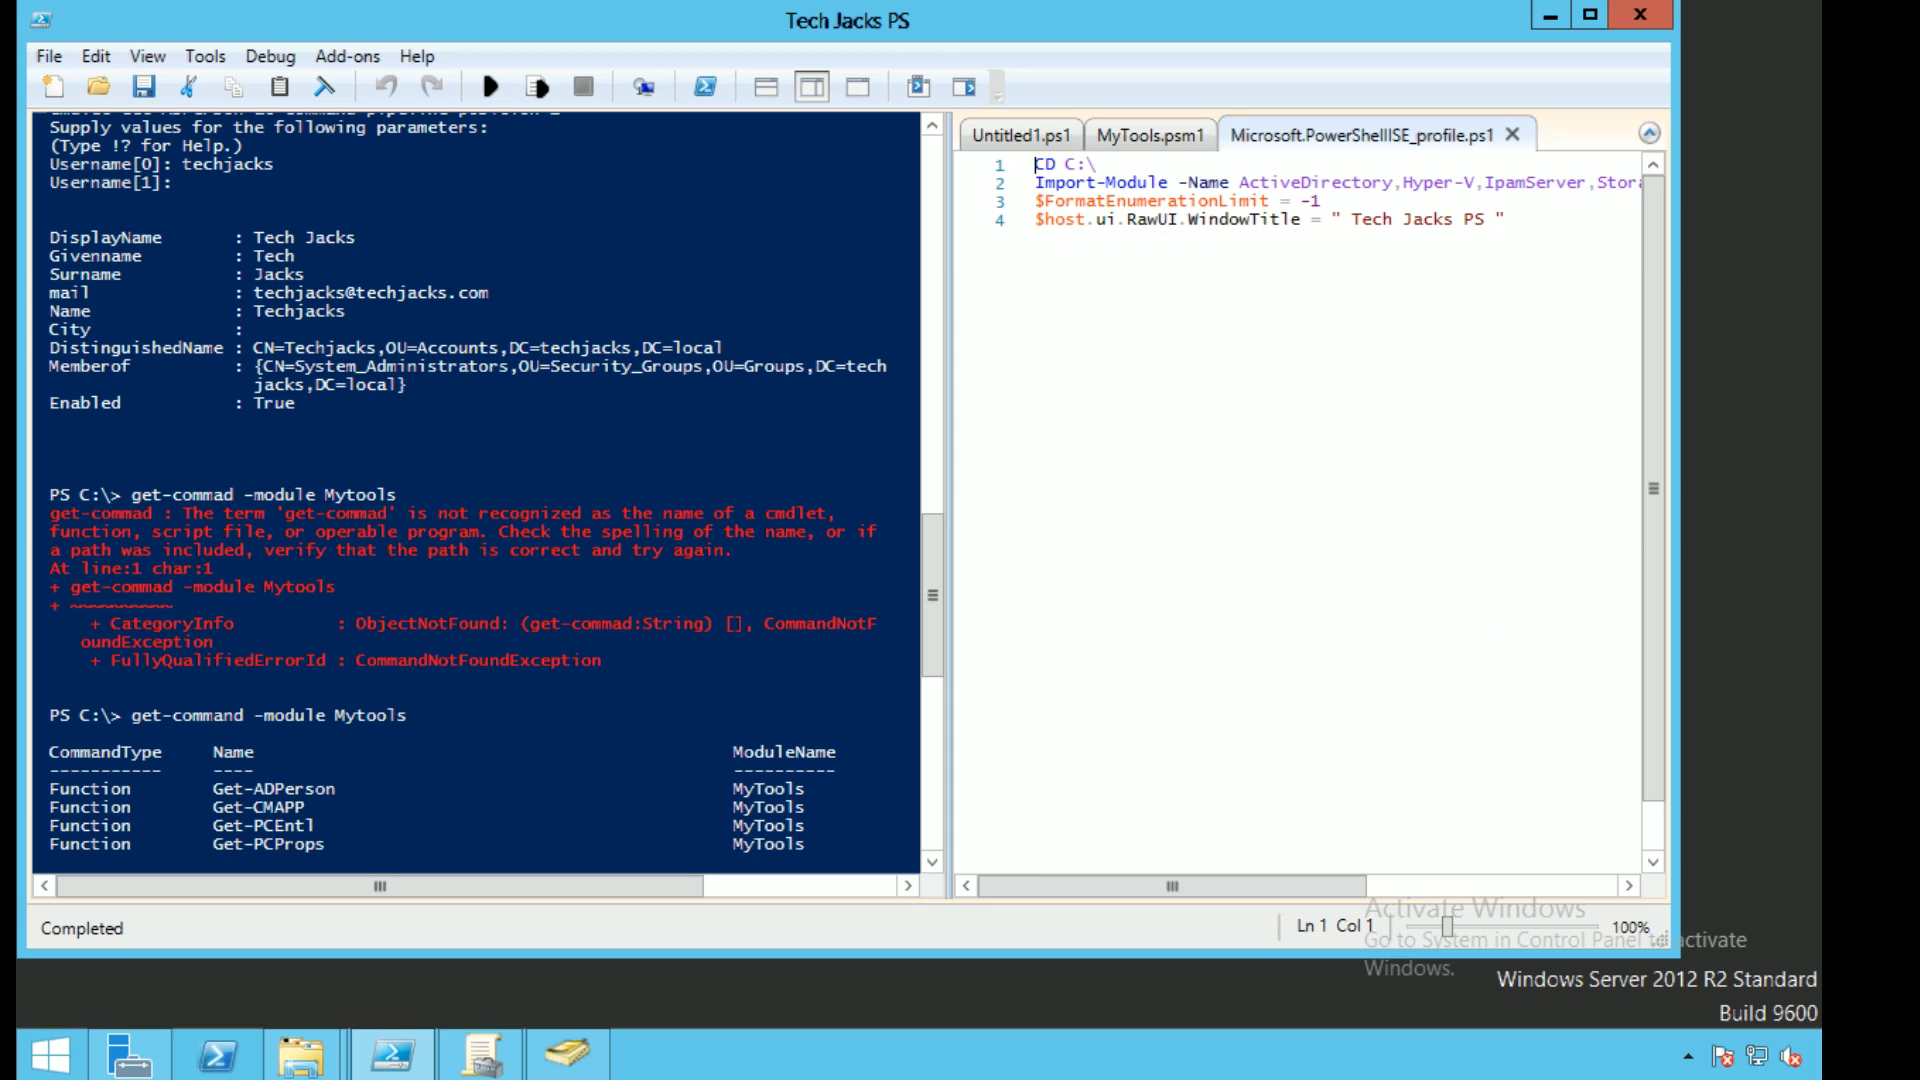 Tech Jacks PS
File Edit View Tools Debug Add-ons Help
Supply values for the following parameters:
(Type !? for Help.)
Username[0]: techjacks
Username[1]:
DisplayName : Tech Jacks
Givenname : Tech
Surname : Jacks
mail : techjacks@techjacks.com
Name : Techjacks
City :
DistinguishedName : CN=Techjacks,OU=Accounts,DC=techjacks,DC=local
Memberof : {CN=System_Administrators,OU=Security_Groups,OU=Groups,DC=tech
jacks,DC=local}
Enabled : True
PS C:\> get-commad -module Mytools
get-commad : The term 'get-commad' is not recognized as the name of a cmdlet,
function, script file, or operable program. Check the spelling of the name, or if
a path was included, verify that the path is correct and try again.
At line:1 char:1
+ get-commad -module Mytools
+ ~~~~~~~~~~
+ CategoryInfo : ObjectNotFound: (get-commad:String) [], CommandNotF
oundException
+ FullyQualifiedErrorId : CommandNotFoundException
PS C:\> get-command -module Mytools
CommandType Name ModuleName
----------- ---- ----------
Function Get-ADPerson MyTools
Function Get-CMAPP MyTools
Function Get-PCEntl MyTools
Function Get-PCProps MyTools
Untitled1.ps1 MyTools.psm1 Microsoft.PowerShellISE_profile.ps1
1 CD C:\
2 Import-Module -Name ActiveDirectory,Hyper-V,IpamServer,Stora
3 $FormatEnumerationLimit = -1
4 $host.ui.RawUI.WindowTitle = " Tech Jacks PS "
Completed
Ln 1 Col 1
100%
Activate Windows
Go to System in Control Panel to activate
Windows.
Windows Server 2012 R2 Standard
Build 9600